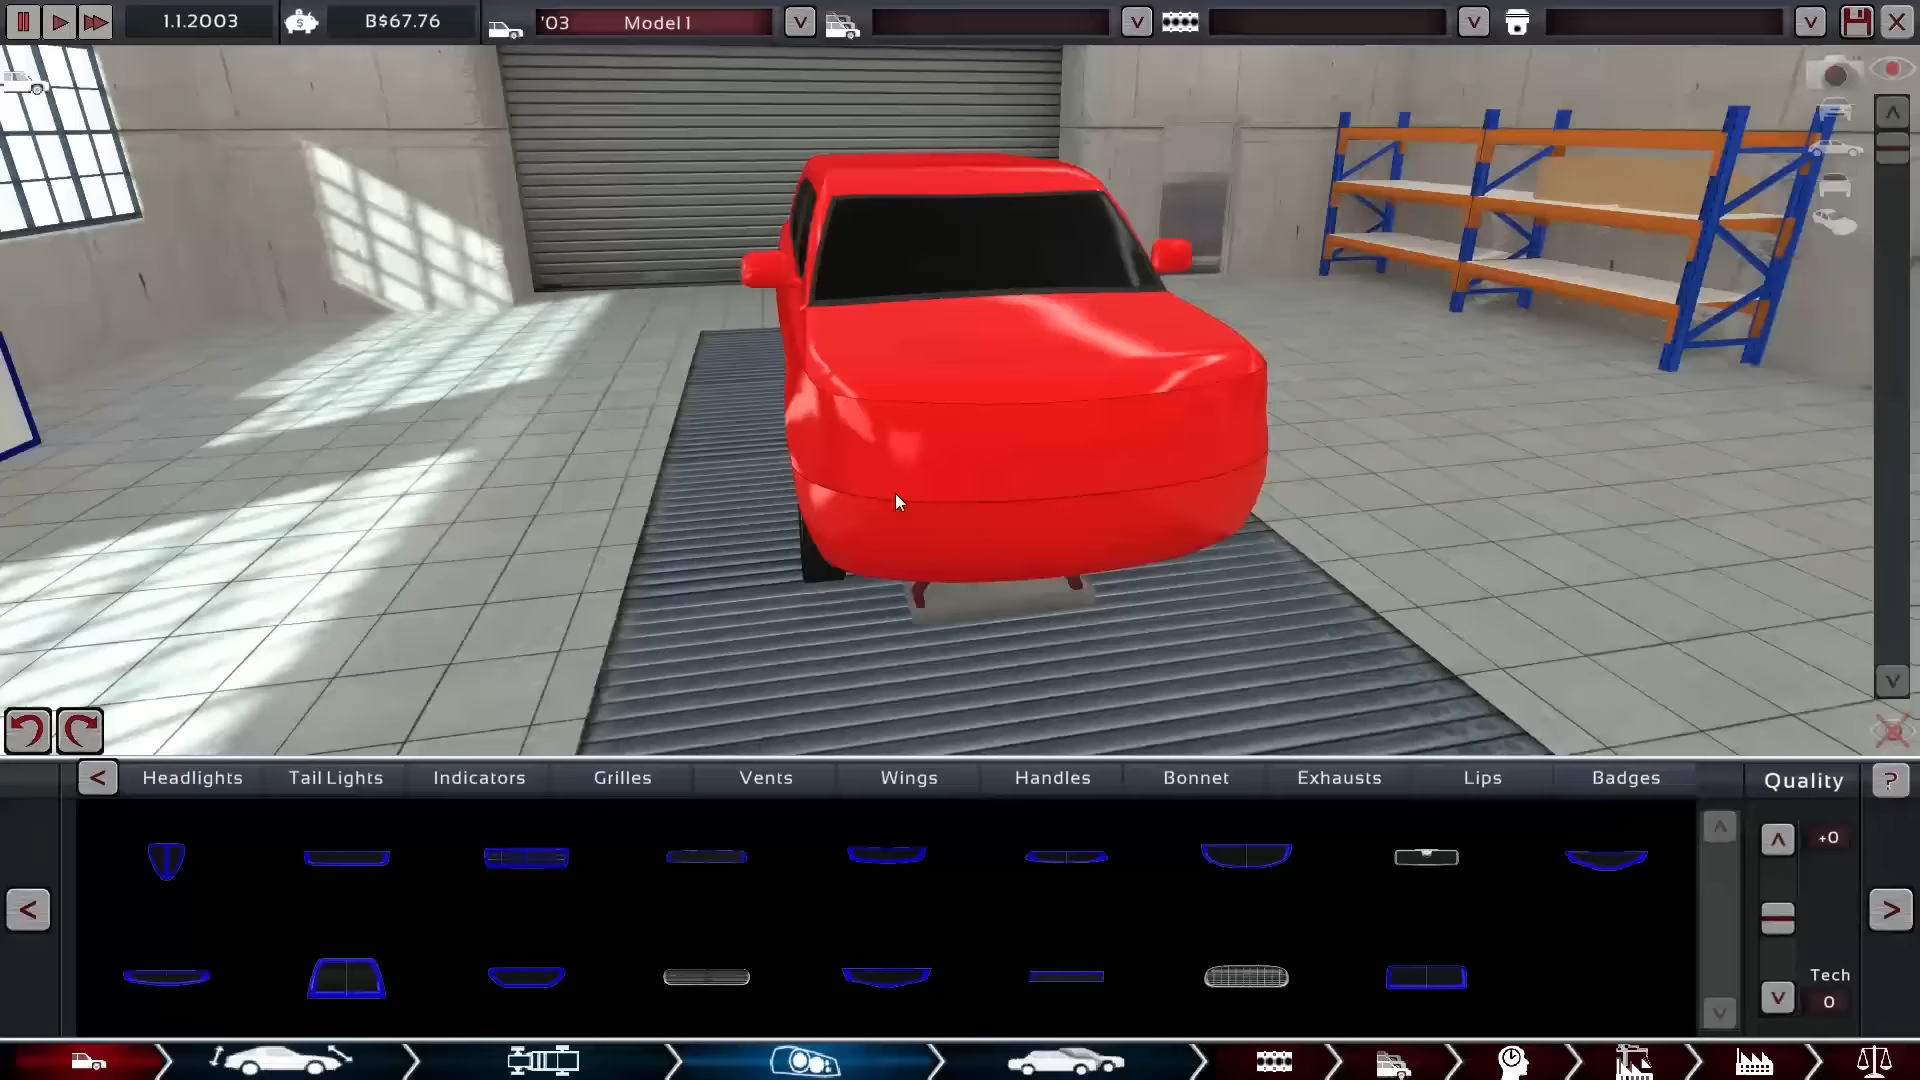 1.1.2003
B$67.76
'03 Model 1
Headlights Tail Lights Indicators Grilles Vents Wings Handles Bonnet Exhausts Lips Badges Quality ?
+0
Tech
0